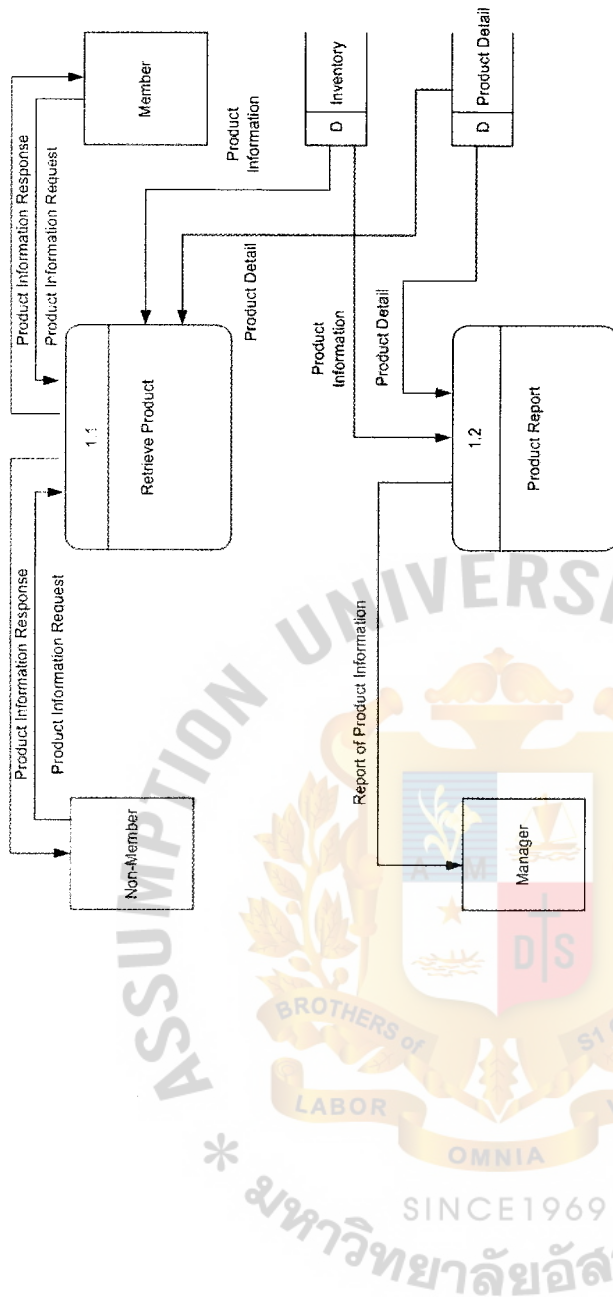 Product Information Response
Product Information Request
Non-Member
Product Information Response
Product Information Request
Member
1.1
Retrieve Product
Product
Information
Product Detail
D Inventory
Product
Information
Product Detail
D Product Detail
Report of Product Information
1.2
Product Report
Manager
ASSUMPTION UNIVERS
A M
D S
BROTHERS of
LABOR
OMNIA
SINCE1969